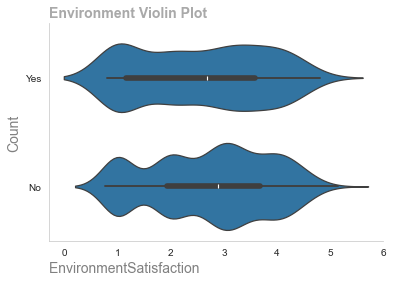 Environment Violin Plot
Yes
Count
No
0 1 2 3 4 5 6
EnvironmentSatisfaction